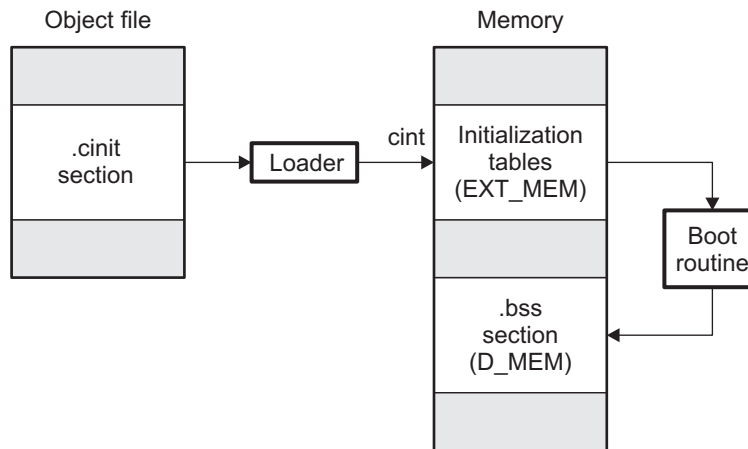 Object file
Memory
.cinit
section
Loader
cint
Initialization
tables
(EXT_MEM)
Boot
routine
.bss
section
(D_MEM)